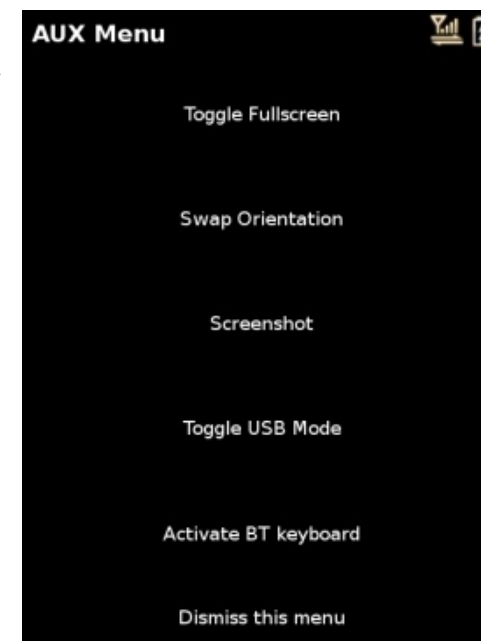 AUX Menu
Toggle Fullscreen
Swap Orientation
Screenshot
Toggle USB Mode
Activate BT keyboard
Dismiss this menu